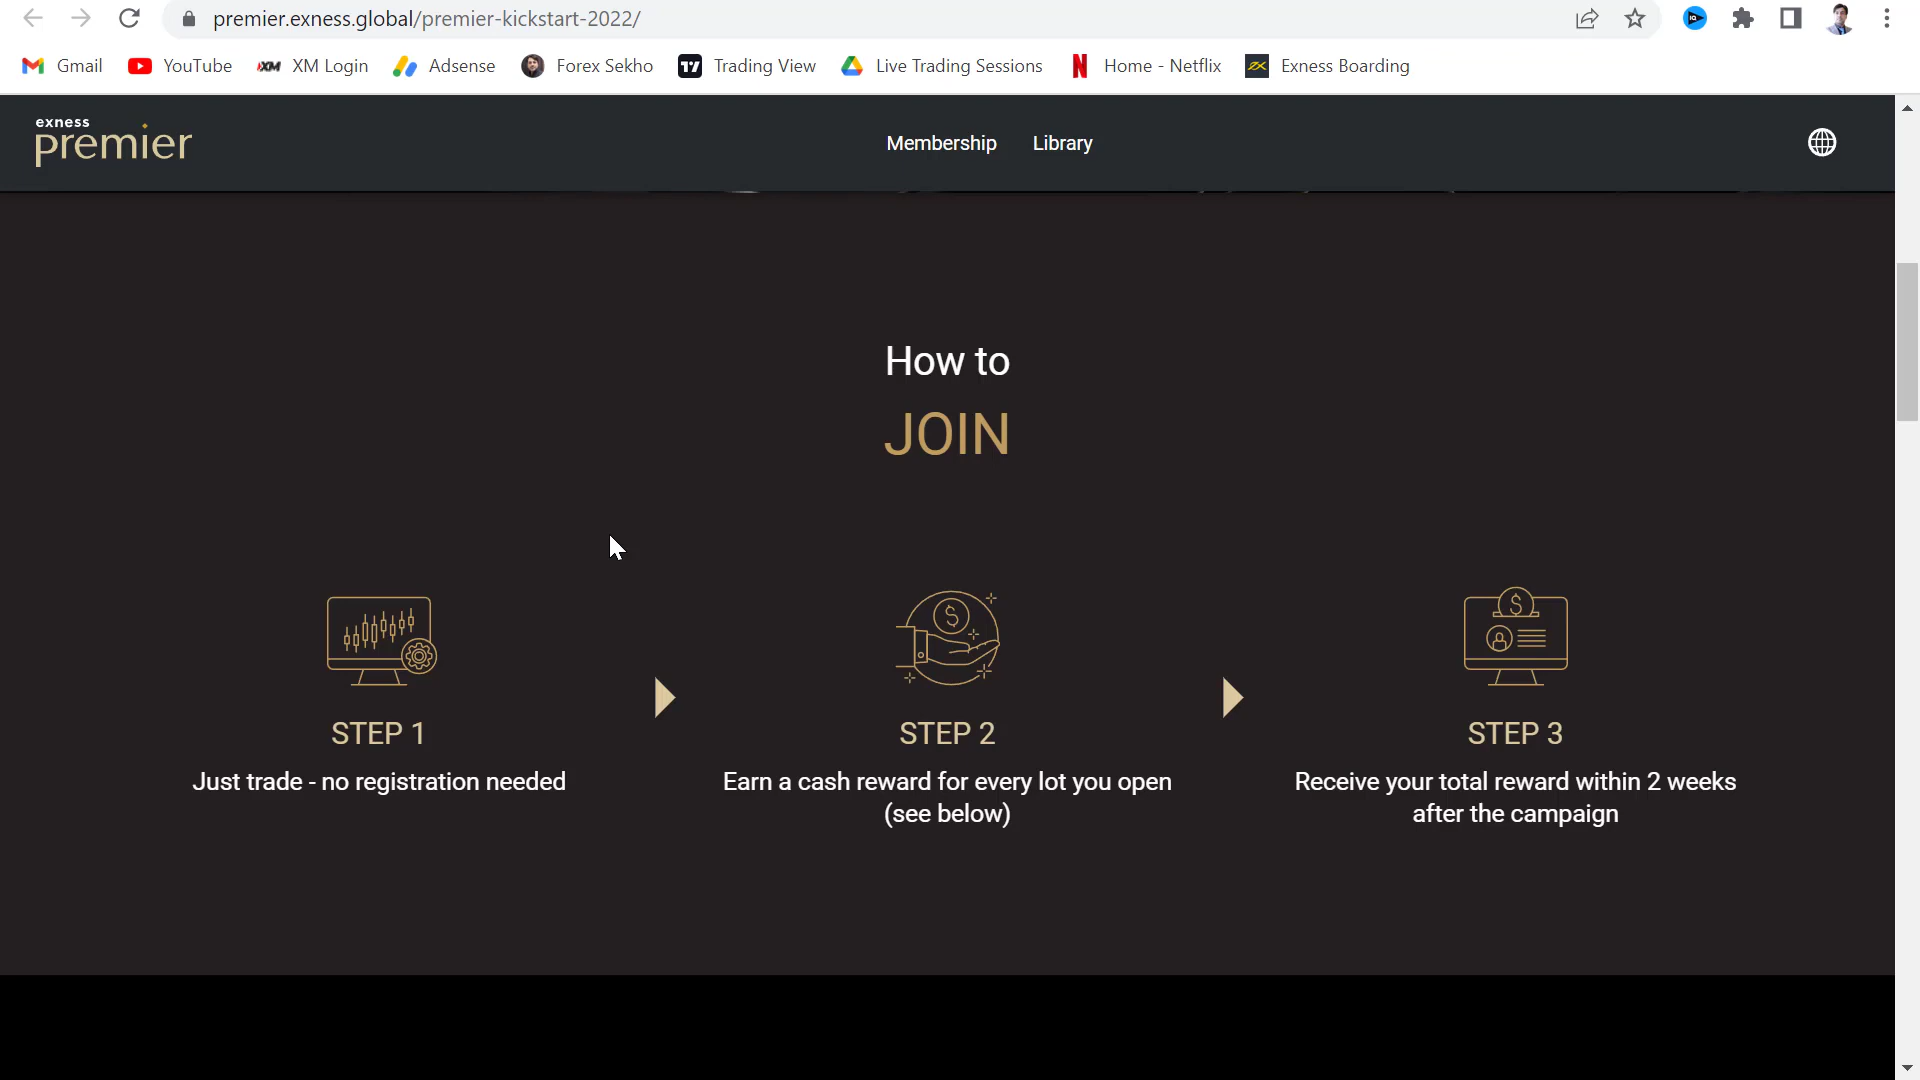 premier.exness.global/premier-kickstart-2022/
Gmail
YouTube
XM
XM Login
Adsense
Forex Sekho
Trading View
Live Trading Sessions
N
Home - Netflix
Exness Boarding
exness
premier
Membership
Library
How to
JOIN
$
$
STEP 1
STEP 2
STEP 3
Just trade - no registration needed
Earn a cash reward for every lot you open
(see below)
Receive your total reward within 2 weeks
after the campaign